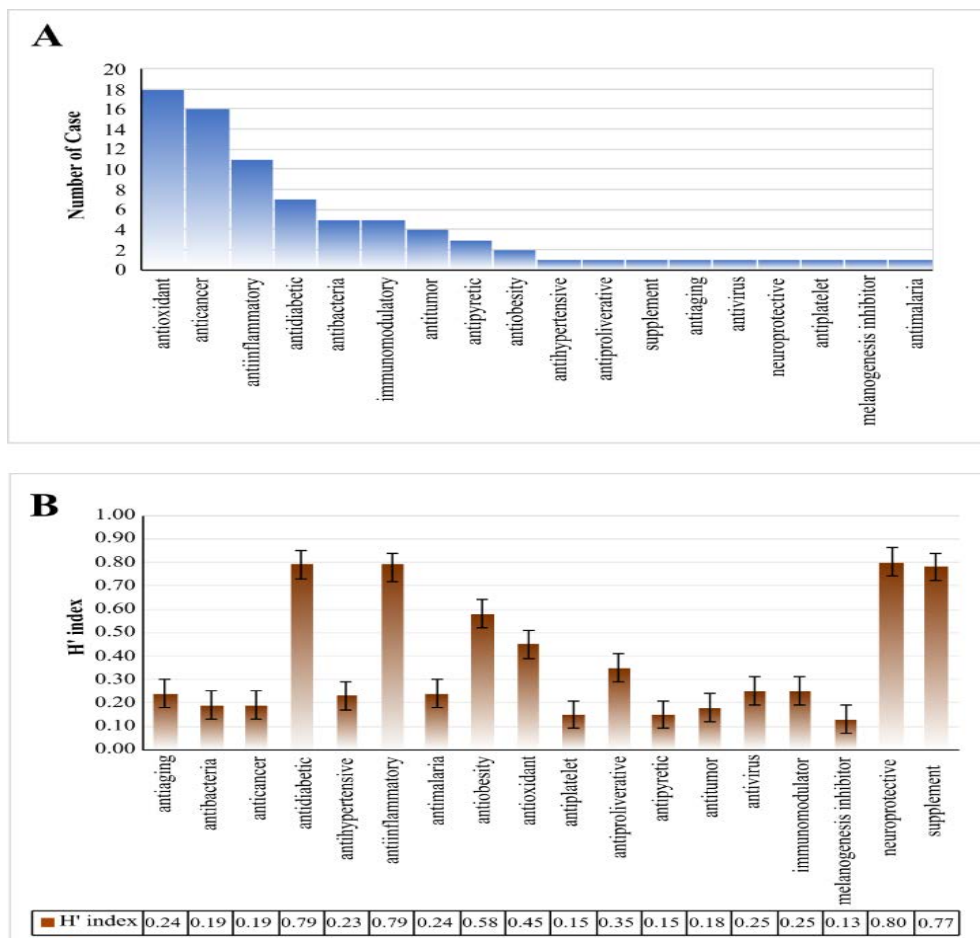 A
Number of Case
20
18
16
14
12
10
8
6
4
2
0
antioxidant
anticancer
antiinflammatory
antidiabetic
antibacteria
immunomodulatory
antitumor
antipyretic
antiobesity
antihypertensive
antiproliverative
supplement
antiaging
antivirus
neuroprotective
antiplatelet
melanogenesis inhibitor
antimalaria
B
H' index
1.00
0.90
0.80
0.70
0.60
0.50
0.40
0.30
0.20
0.10
0.00
antiaging
antibacteria
anticancer
antidiabetic
antihypertensive
antiinflammatory
antimalaria
antiobesity
antioxidant
antiplatelet
antiproliverative
antipyretic
antitumor
antivirus
immunomodulator
melanogenesis inhibitor
neuroprotective
supplement
H' index 0.24 0.19 0.19 0.79 0.23 0.79 0.24 0.58 0.45 0.15 0.35 0.15 0.18 0.25 0.25 0.13 0.80 0.77